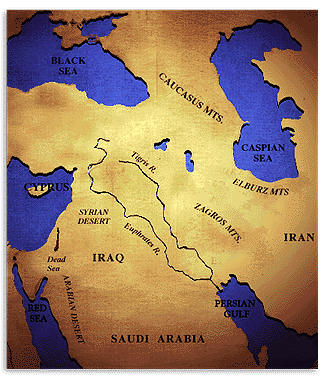 BLACK
SEA
CAUCASUS MTS.
CASPIAN
SEA
Tigris R.
ELBURZ MTS
CYPRUS
SYRIAN
DESERT
ZAGROS MTS.
Euphrates R.
IRAN
Dead
Sea
IRAQ
ARABIAN DESERT
RED
SEA
PERSIAN
GULF
SAUDI ARABIA